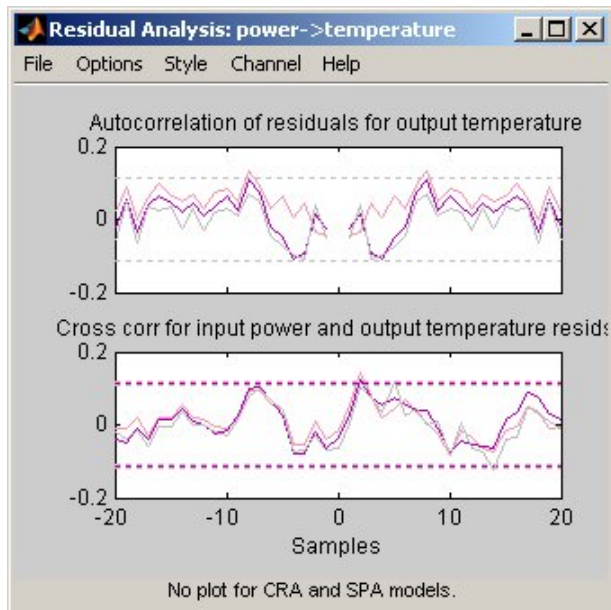 Residual Analysis: power->temperature
File Options Style Channel Help
Autocorrelation of residuals for output temperature
0.2
0
-0.2
Cross corr for input power and output temperature resids
0.2
0
-0.2
-20 -10 0 10 20
Samples
No plot for CRA and SPA models.